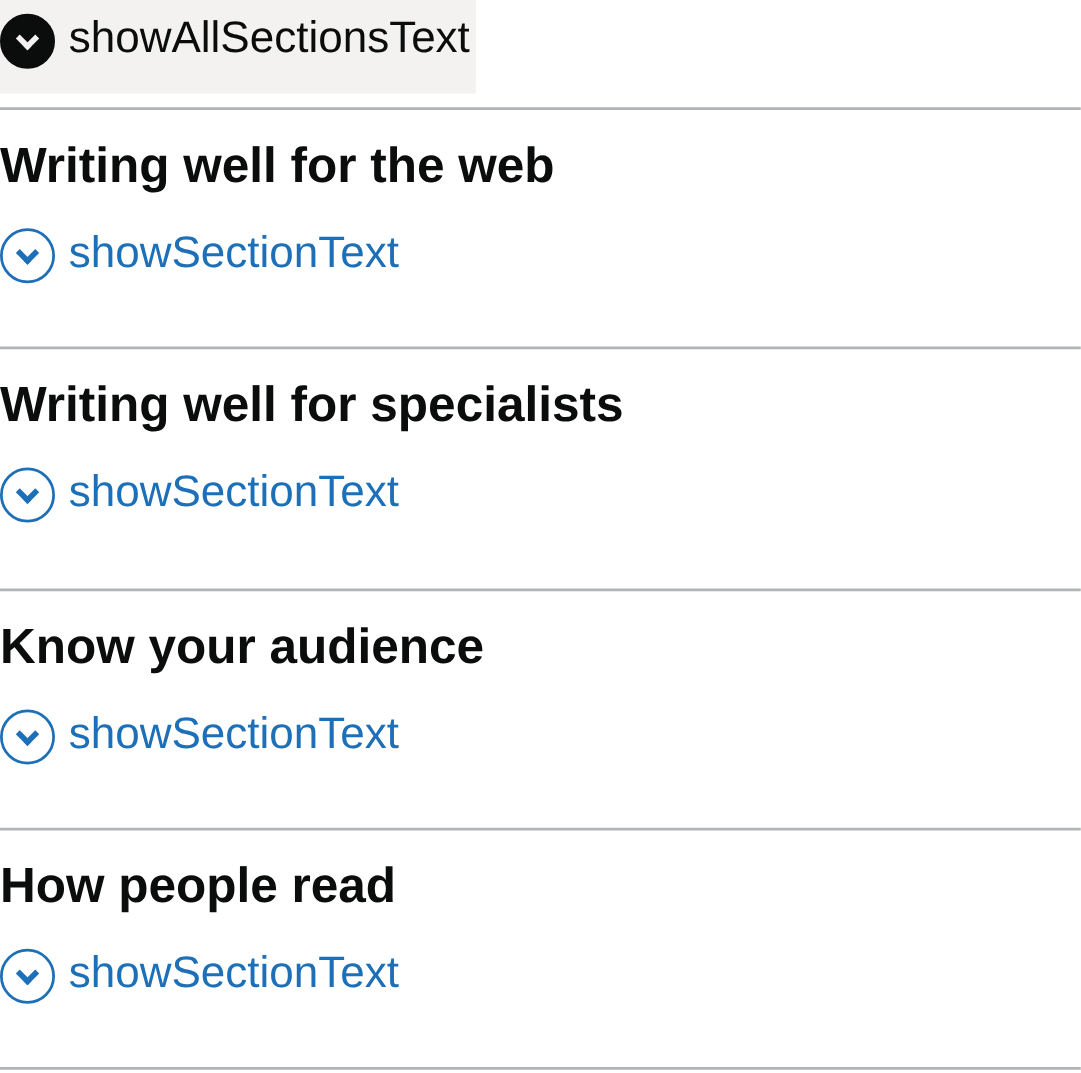 showAllSectionsText
Writing well for the web
showSectionText
Writing well for specialists
showSectionText
Know your audience
showSectionText
How people read
showSectionText